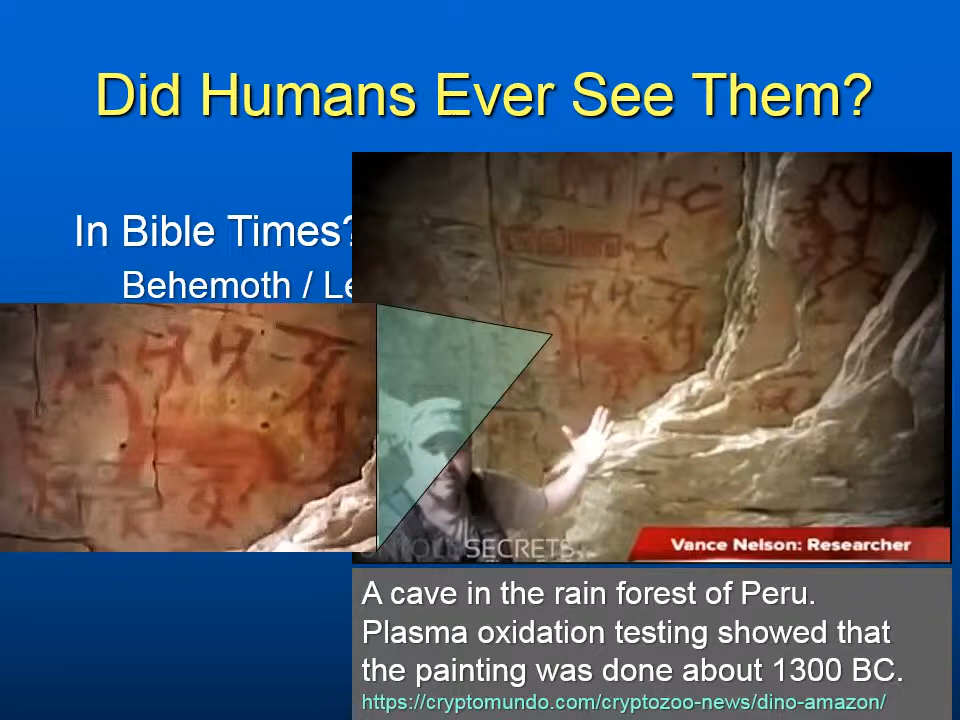 Did Humans Ever See Them?
In Bible Times?
Behemoth /
SECRETS
Vance Nelson: Researcher
A cave in the rain forest of Peru.
Plasma oxidation testing showed that
the painting was done about 1300 BC.
https://cryptomundo.com/cryptozoo-news/dino-amazon/